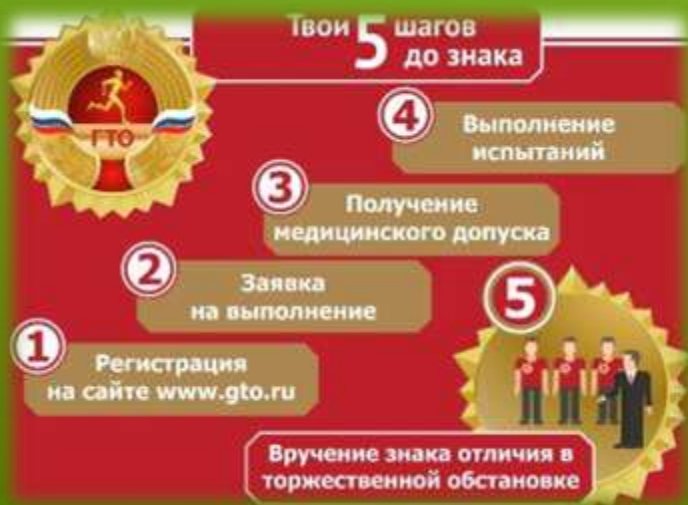 Твои 5 шагов
до знака
ГТО
4
Выполнение
испытаний
3
Получение
медицинского допуска
2
Заявка
на выполнение
1
Регистрация
на сайте www.gto.ru
5
Вручение знака отличия в
торжественной обстановке